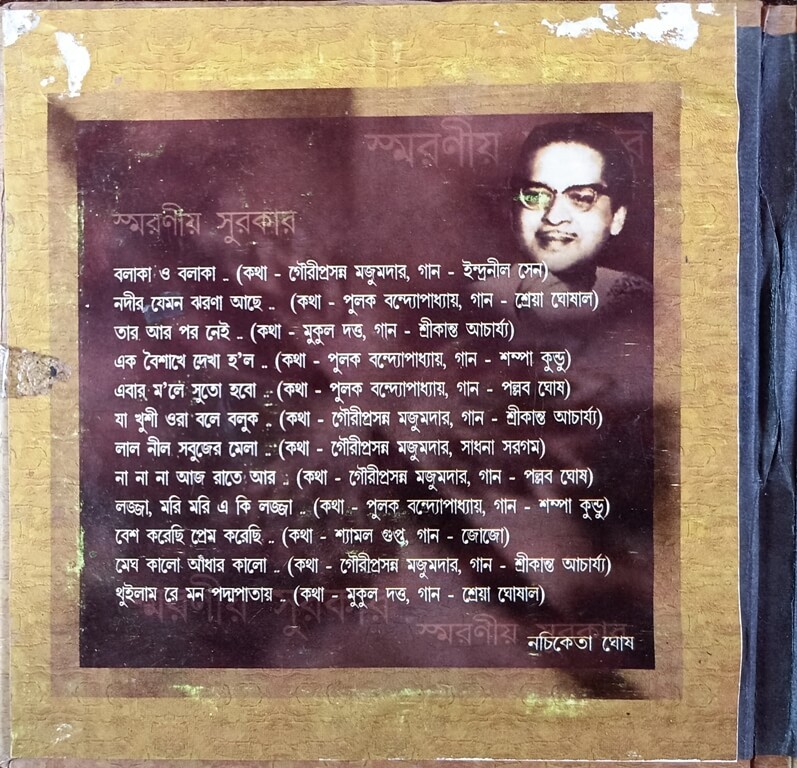 স্মরণীয়
স্মরণীয় সুরকার
বলাকা ও বলাকা .. (কথা - গৌরীপ্রসন্ন মজুমদার, গান - ইন্দ্রনীল সেন)
নদীর যেমন ঝরণা আছে .. (কথা - পুলক বন্দ্যোপাধ্যায়, গান - শ্রেয়া ঘোষাল)
তার আর পর নেই .. (কথা - মুকুল দত্ত, গান - শ্রীকান্ত আচার্য্য)
এক বৈশাখে দেখা হ'ল .. (কথা - পুলক বন্দ্যোপাধ্যায়, গান - শম্পা কুন্ডু)
এবার ম'লে সুতো হবো .. (কথা - পুলক বন্দ্যোপাধ্যায়, গান - পল্লব ঘোষ)
যা খুশী ওরা বলে বলুক .. (কথা - গৌরীপ্রসন্ন মজুমদার, গান - শ্রীকান্ত আচার্য্য)
লাল নীল সবুজের মেলা .. (কথা - গৌরীপ্রসন্ন মজুমদার, সাধনা সরগম)
না না না আজ রাতে আর .. (কথা - গৌরীপ্রসন্ন মজুমদার, গান - পল্লব ঘোষ)
লজ্জা, মরি মরি এ কি লজ্জা .. (কথা - পুলক বন্দ্যোপাধ্যায়, গান - শম্পা কুন্ডু)
বেশ করেছি প্রেম করেছি .. (কথা - শ্যামল গুপ্ত, গান - জোজো)
মেঘ কালো আঁধার কালো .. (কথা - গৌরীপ্রসন্ন মজুমদার, গান - শ্রীকান্ত আচার্য্য)
থুইলাম রে মন পদ্মপাতায় .. (কথা - মুকুল দত্ত, গান - শ্রেয়া ঘোষাল)
স্মরণীয় সুরকার
স্মরণীয় সুরকার
নচিকেতা ঘোষ